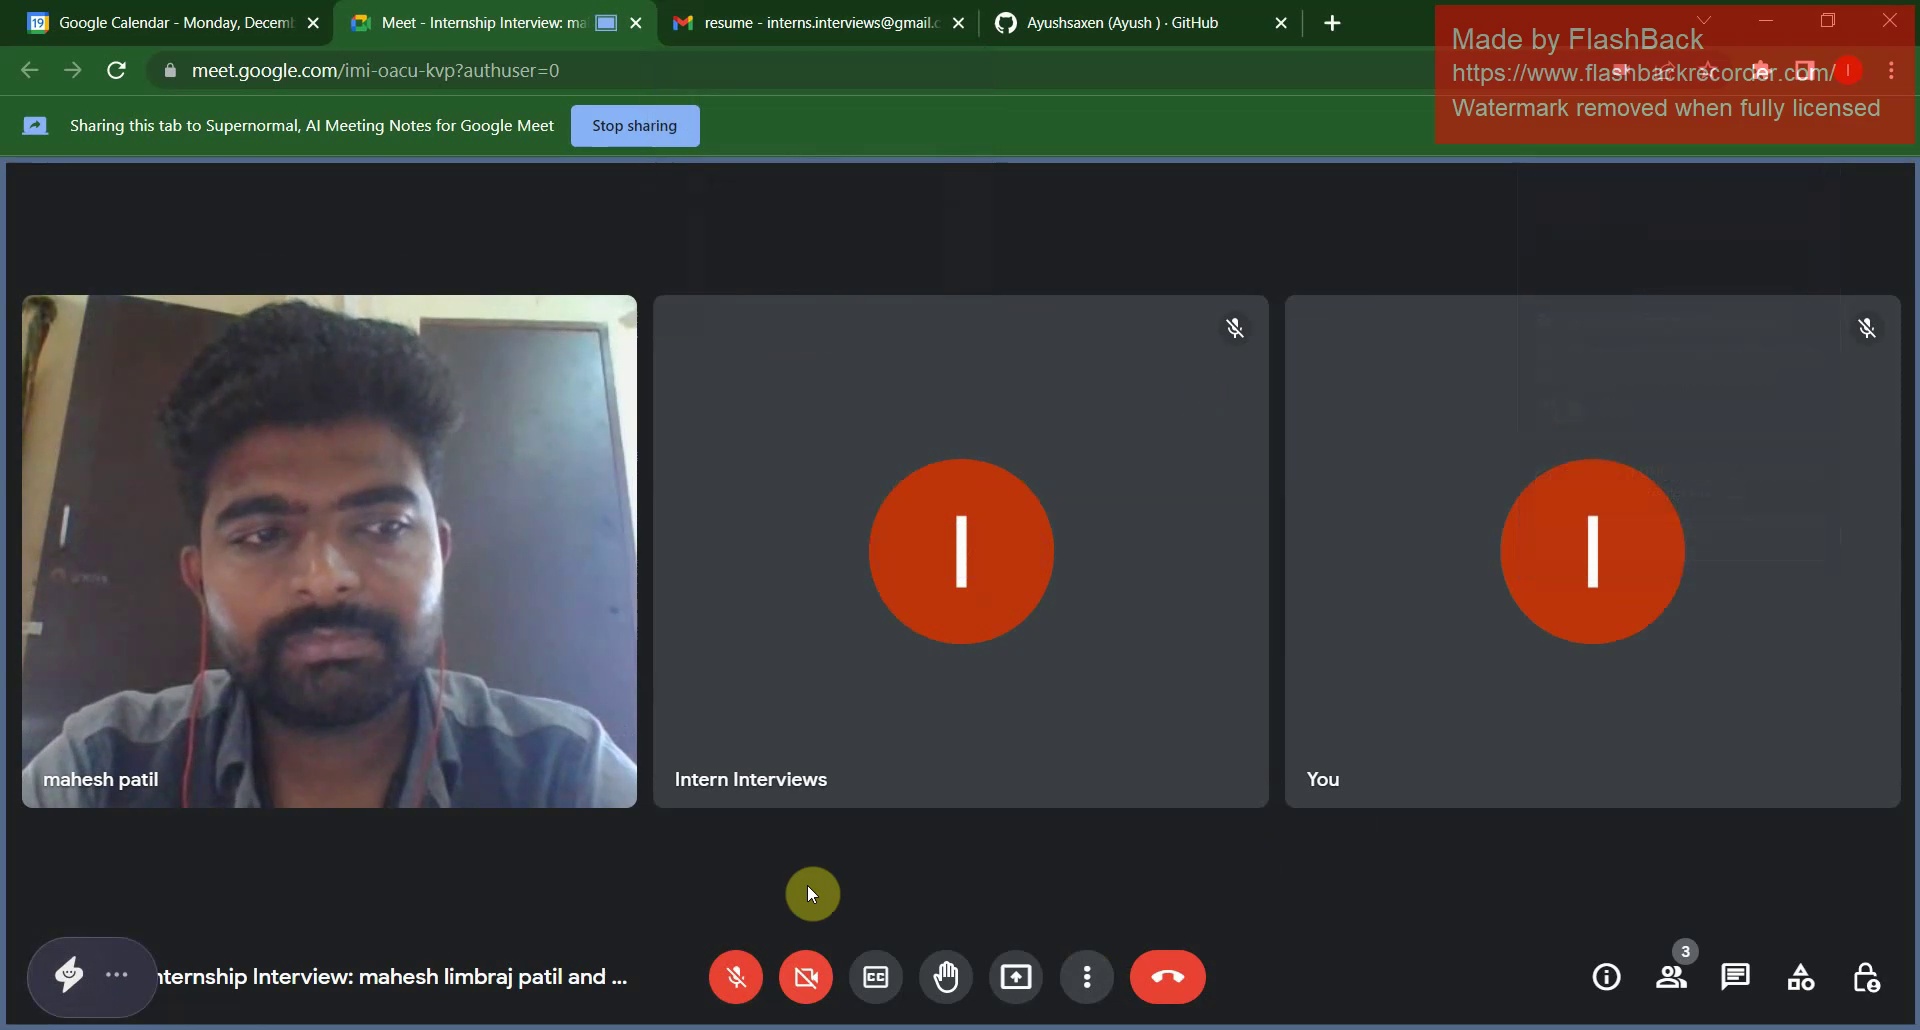 Google Calendar - Monday, Decem
Meet - Internship Interview: ma
resume - interns.interviews@gmail.c
Ayushsaxen (Ayush ) · GitHub
Made by FlashBack
https://www.flashbackrecorder.com/
Watermark removed when fully licensed
meet.google.com/imi-oacu-kvp?authuser=0
Sharing this tab to Supernormal, AI Meeting Notes for Google Meet
Stop sharing
19
I
I
I
mahesh patil
Intern Interviews
You
nternship Interview: mahesh limbraj patil and ...
CC
3